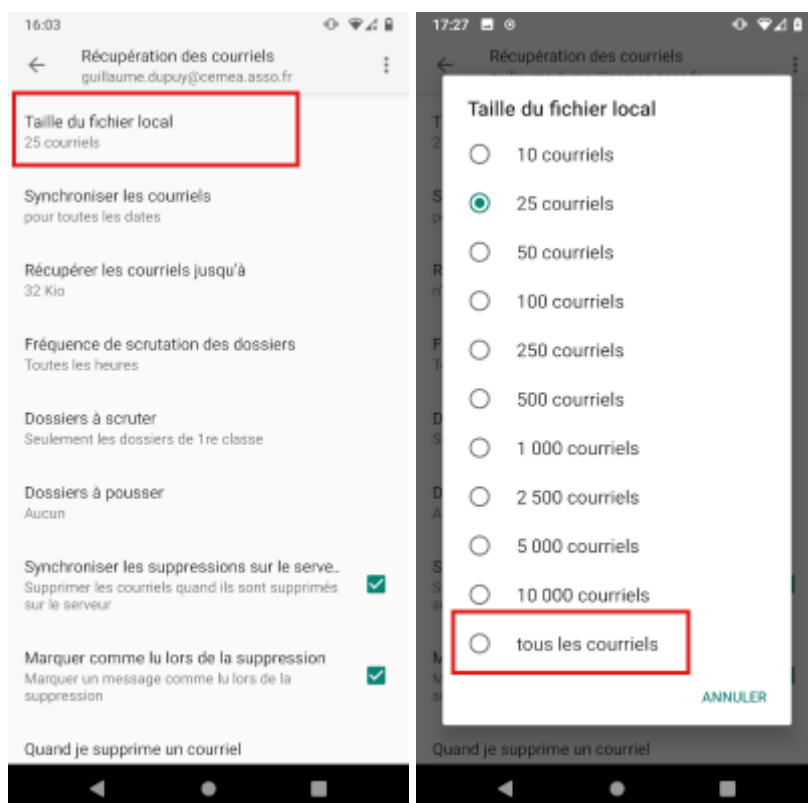 16:03
Récupération des courriels
guillaume.dupuy@cemea.asso.fr
Taille du fichier local
25 courriels
Synchroniser les courriels
pour toutes les dates
Récupérer les courriels jusqu'à
32 Kio
Fréquence de scrutation des dossiers
Toutes les heures
Dossiers à scruter
Seulement les dossiers de 1re classe
Dossiers à pousser
Aucun
Synchroniser les suppressions sur le serve…
Supprimer les courriels quand ils sont supprimés
sur le serveur
Marquer comme lu lors de la suppression
Marquer un message comme lu lors de la
suppression
Quand je supprime un courriel
17:27
Récupération des courriels
Taille du fichier local
10 courriels
25 courriels
50 courriels
100 courriels
250 courriels
500 courriels
1 000 courriels
2 500 courriels
5 000 courriels
10 000 courriels
tous les courriels
ANNULER
Quand je supprime un courriel